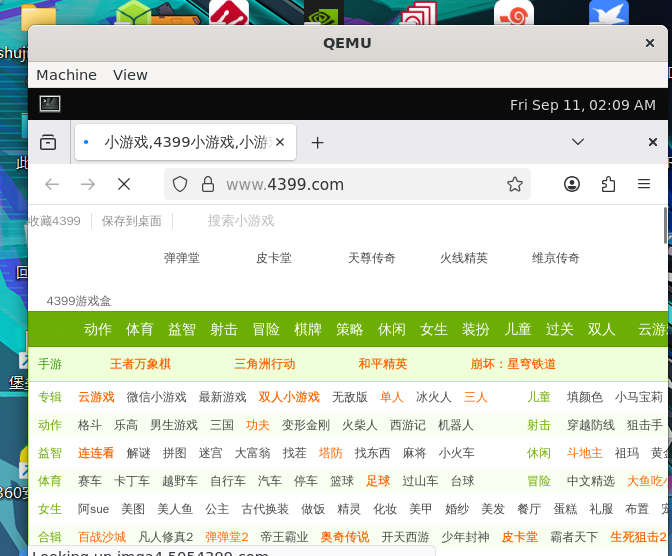 QEMU
Machine View
Fri Sep 11, 02:09 AM
小游戏,4399小游戏,小游
www.4399.com
收藏4399 保存到桌面 搜索小游戏
弹弹堂 皮卡堂 天尊传奇 火线精英 维京传奇
4399游戏盒
动作 体育 益智 射击 冒险 棋牌 策略 休闲 女生 装扮 儿童 过关 双人 云游
手游 王者万象棋 三角洲行动 和平精英 崩坏：星穹铁道
专辑 云游戏 微信小游戏 最新游戏 双人小游戏 无敌版 单人 冰火人 三人 儿童 填颜色 小马宝莉
动作 格斗 乐高 男生游戏 三国 功夫 变形金刚 火柴人 西游记 机器人 射击 穿越防线 狙击手
益智 连连看 解谜 拼图 迷宫 大富翁 找茬 塔防 找东西 麻将 小火车 休闲 斗地主 祖玛 黄金
体育 赛车 卡丁车 越野车 自行车 汽车 停车 篮球 足球 过山车 台球 冒险 中文精选 大鱼吃小
女生 阿sue 美图 美人鱼 公主 古代换装 做饭 精灵 化妆 美甲 婚纱 美发 餐厅 蛋糕 礼服 布置
合辑 百战沙城 凡人修真2 弹弹堂2 帝王霸业 奥奇传说 开天西游 少年封神 皮卡堂 霸者天下 生死狙击2
Looking up imga4.5054399.com
shuj
此
回
堡
360安